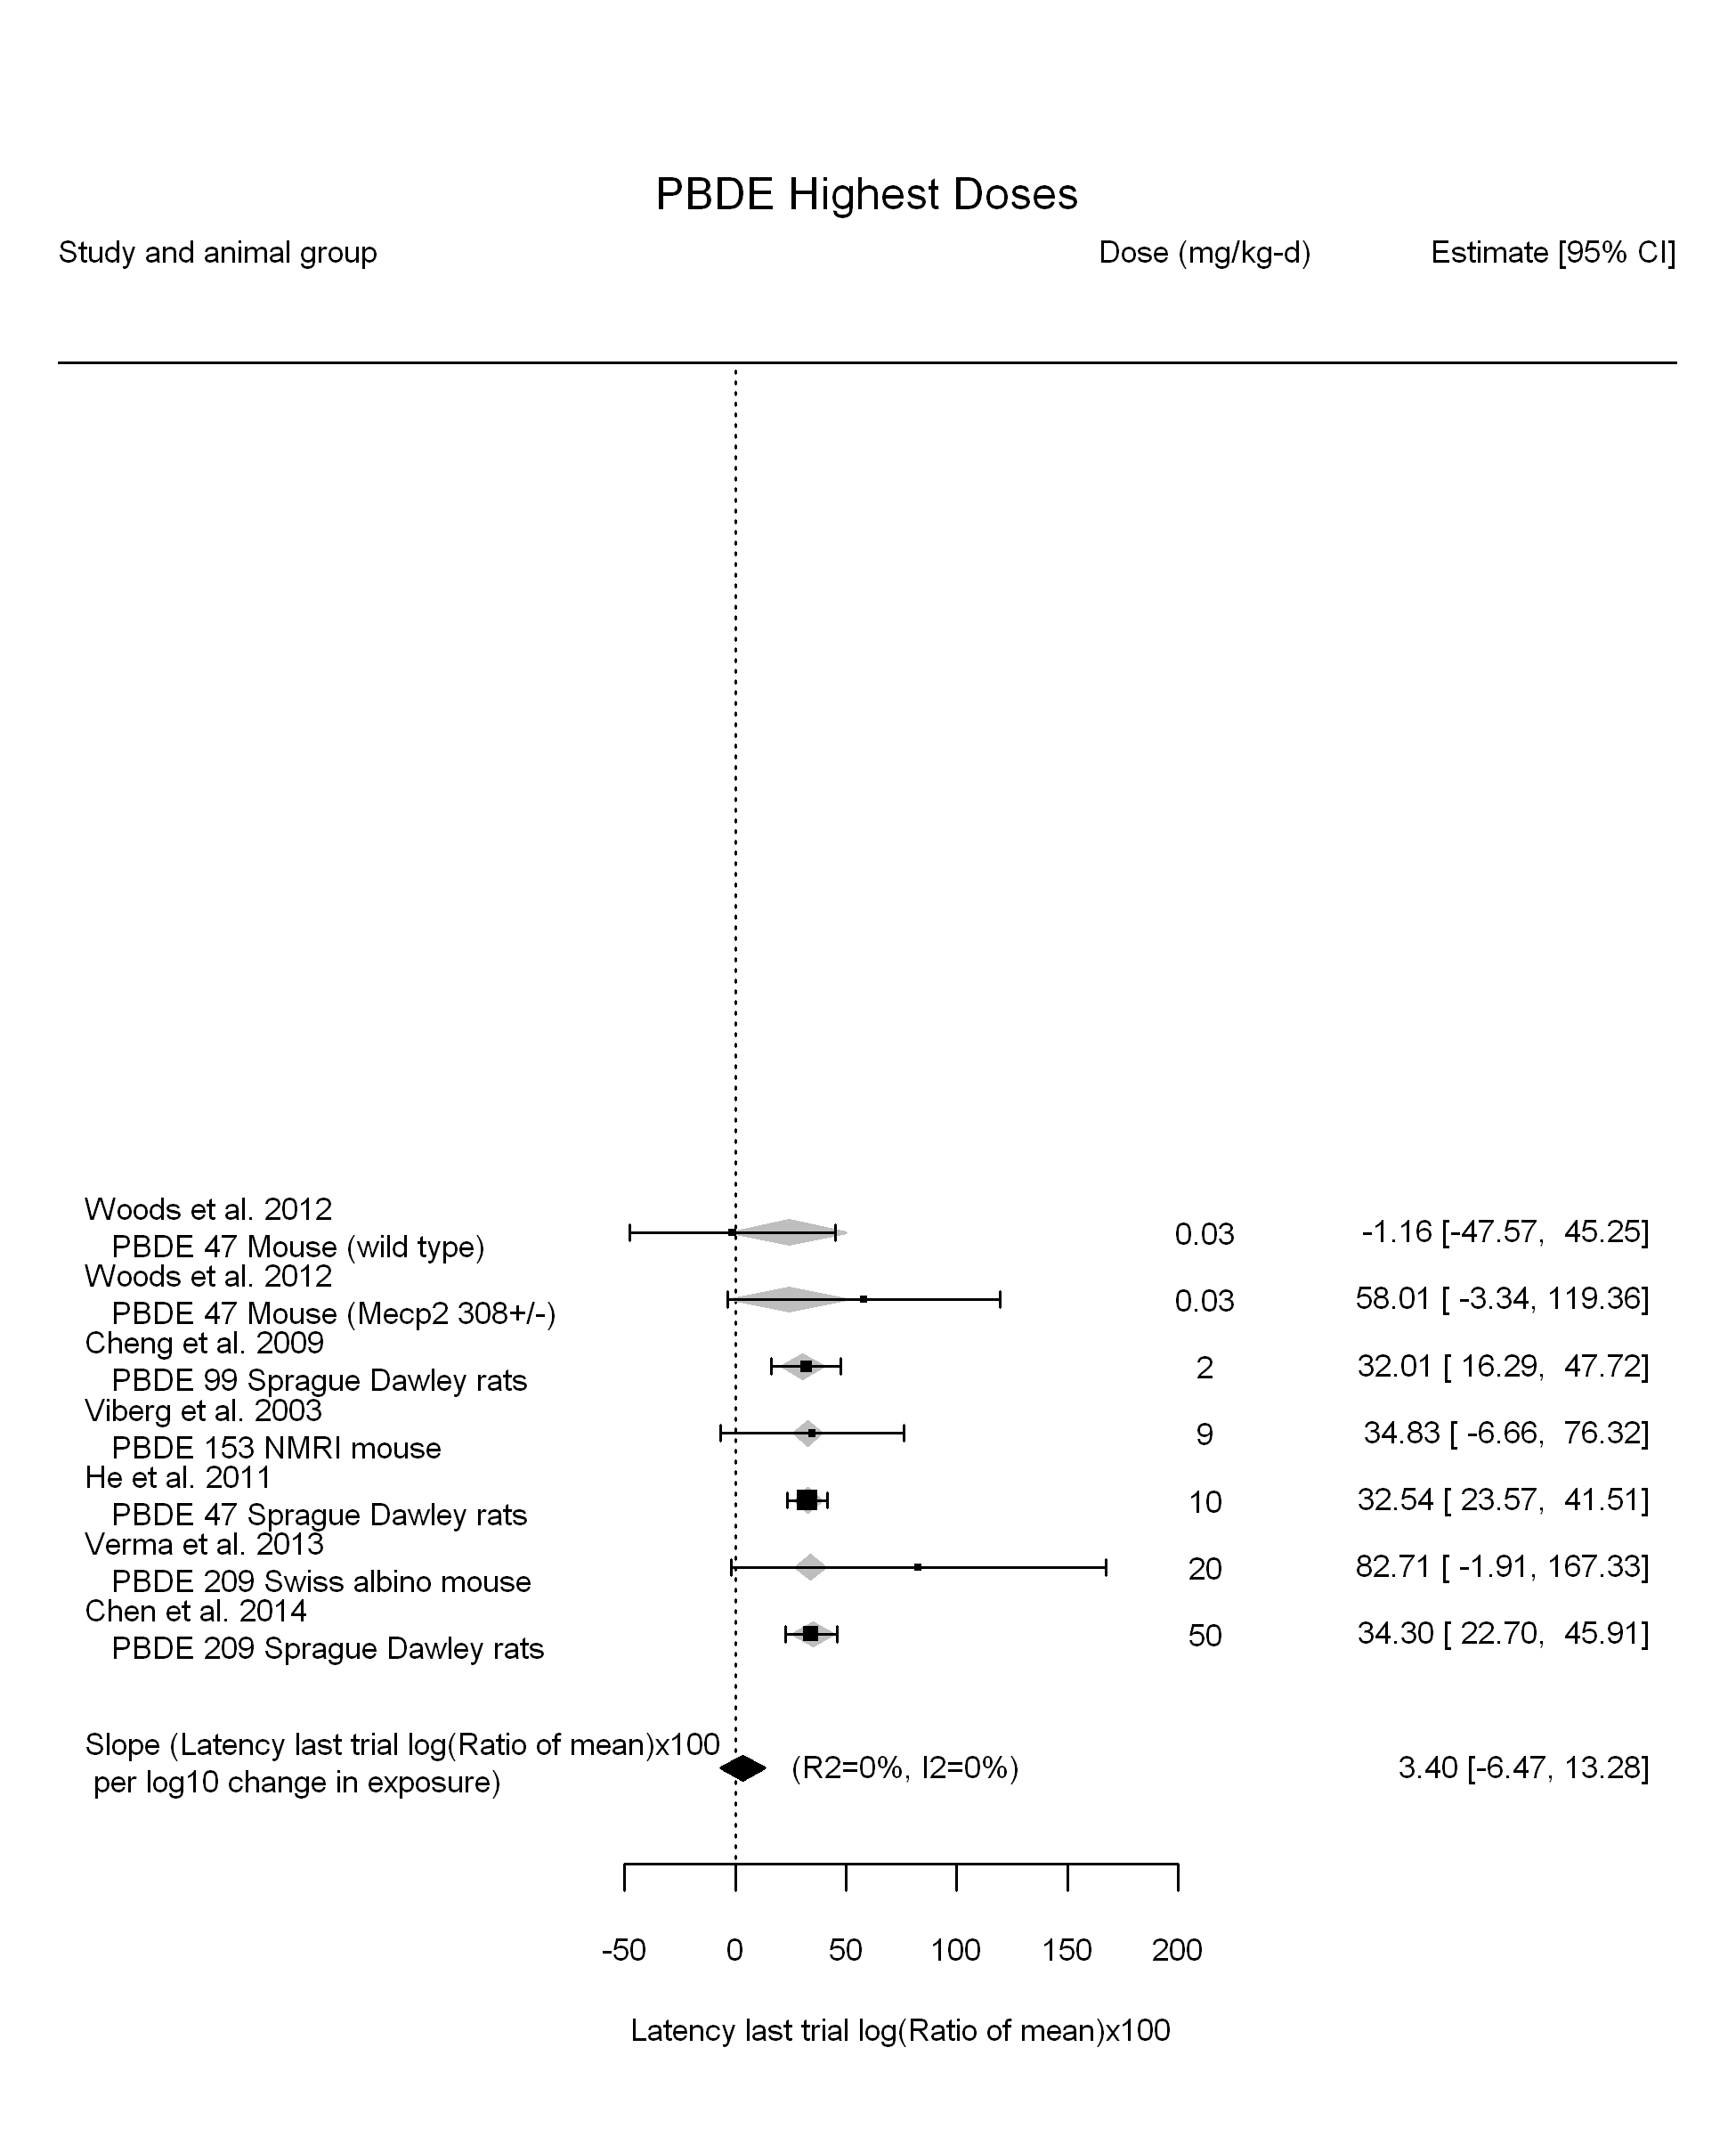 PBDE Highest Doses
Study and animal group Dose (mg/kg-d) Estimate [95% CI]
Woods et al. 2012
PBDE 47 Mouse (wild type) 0.03 -1.16 [-47.57, 45.25]
Woods et al. 2012
PBDE 47 Mouse (Mecp2 308+/-) 0.03 58.01 [ -3.34, 119.36]
Cheng et al. 2009
PBDE 99 Sprague Dawley rats 2 32.01 [ 16.29, 47.72]
Viberg et al. 2003
PBDE 153 NMRI mouse 9 34.83 [ -6.66, 76.32]
He et al. 2011
PBDE 47 Sprague Dawley rats 10 32.54 [ 23.57, 41.51]
Verma et al. 2013
PBDE 209 Swiss albino mouse 20 82.71 [ -1.91, 167.33]
Chen et al. 2014
PBDE 209 Sprague Dawley rats 50 34.30 [ 22.70, 45.91]
Slope (Latency last trial log(Ratio of mean)x100
per log10 change in exposure) (R2=0%, I2=0%) 3.40 [-6.47, 13.28]
-50 0 50 100 150 200
Latency last trial log(Ratio of mean)x100